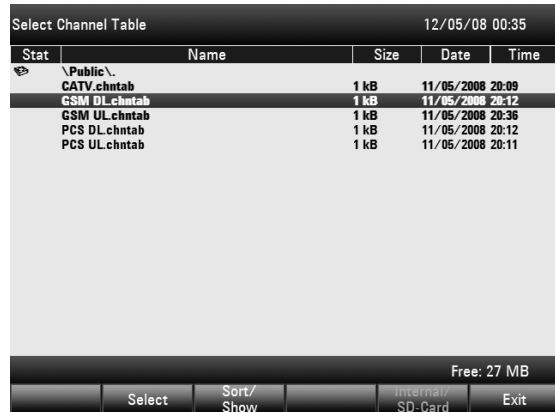 Select Channel Table 12/05/08 00:35
Stat Name Size Date Time
\Public\.
CATV.chntab 1 kB 11/05/2008 20:09
GSM DL.chntab 1 kB 11/05/2008 20:12
GSM UL.chntab 1 kB 11/05/2008 20:36
PCS DL.chntab 1 kB 11/05/2008 20:12
PCS UL.chntab 1 kB 11/05/2008 20:11
Free: 27 MB
Select Sort/ Show Internal/ SD-Card Exit